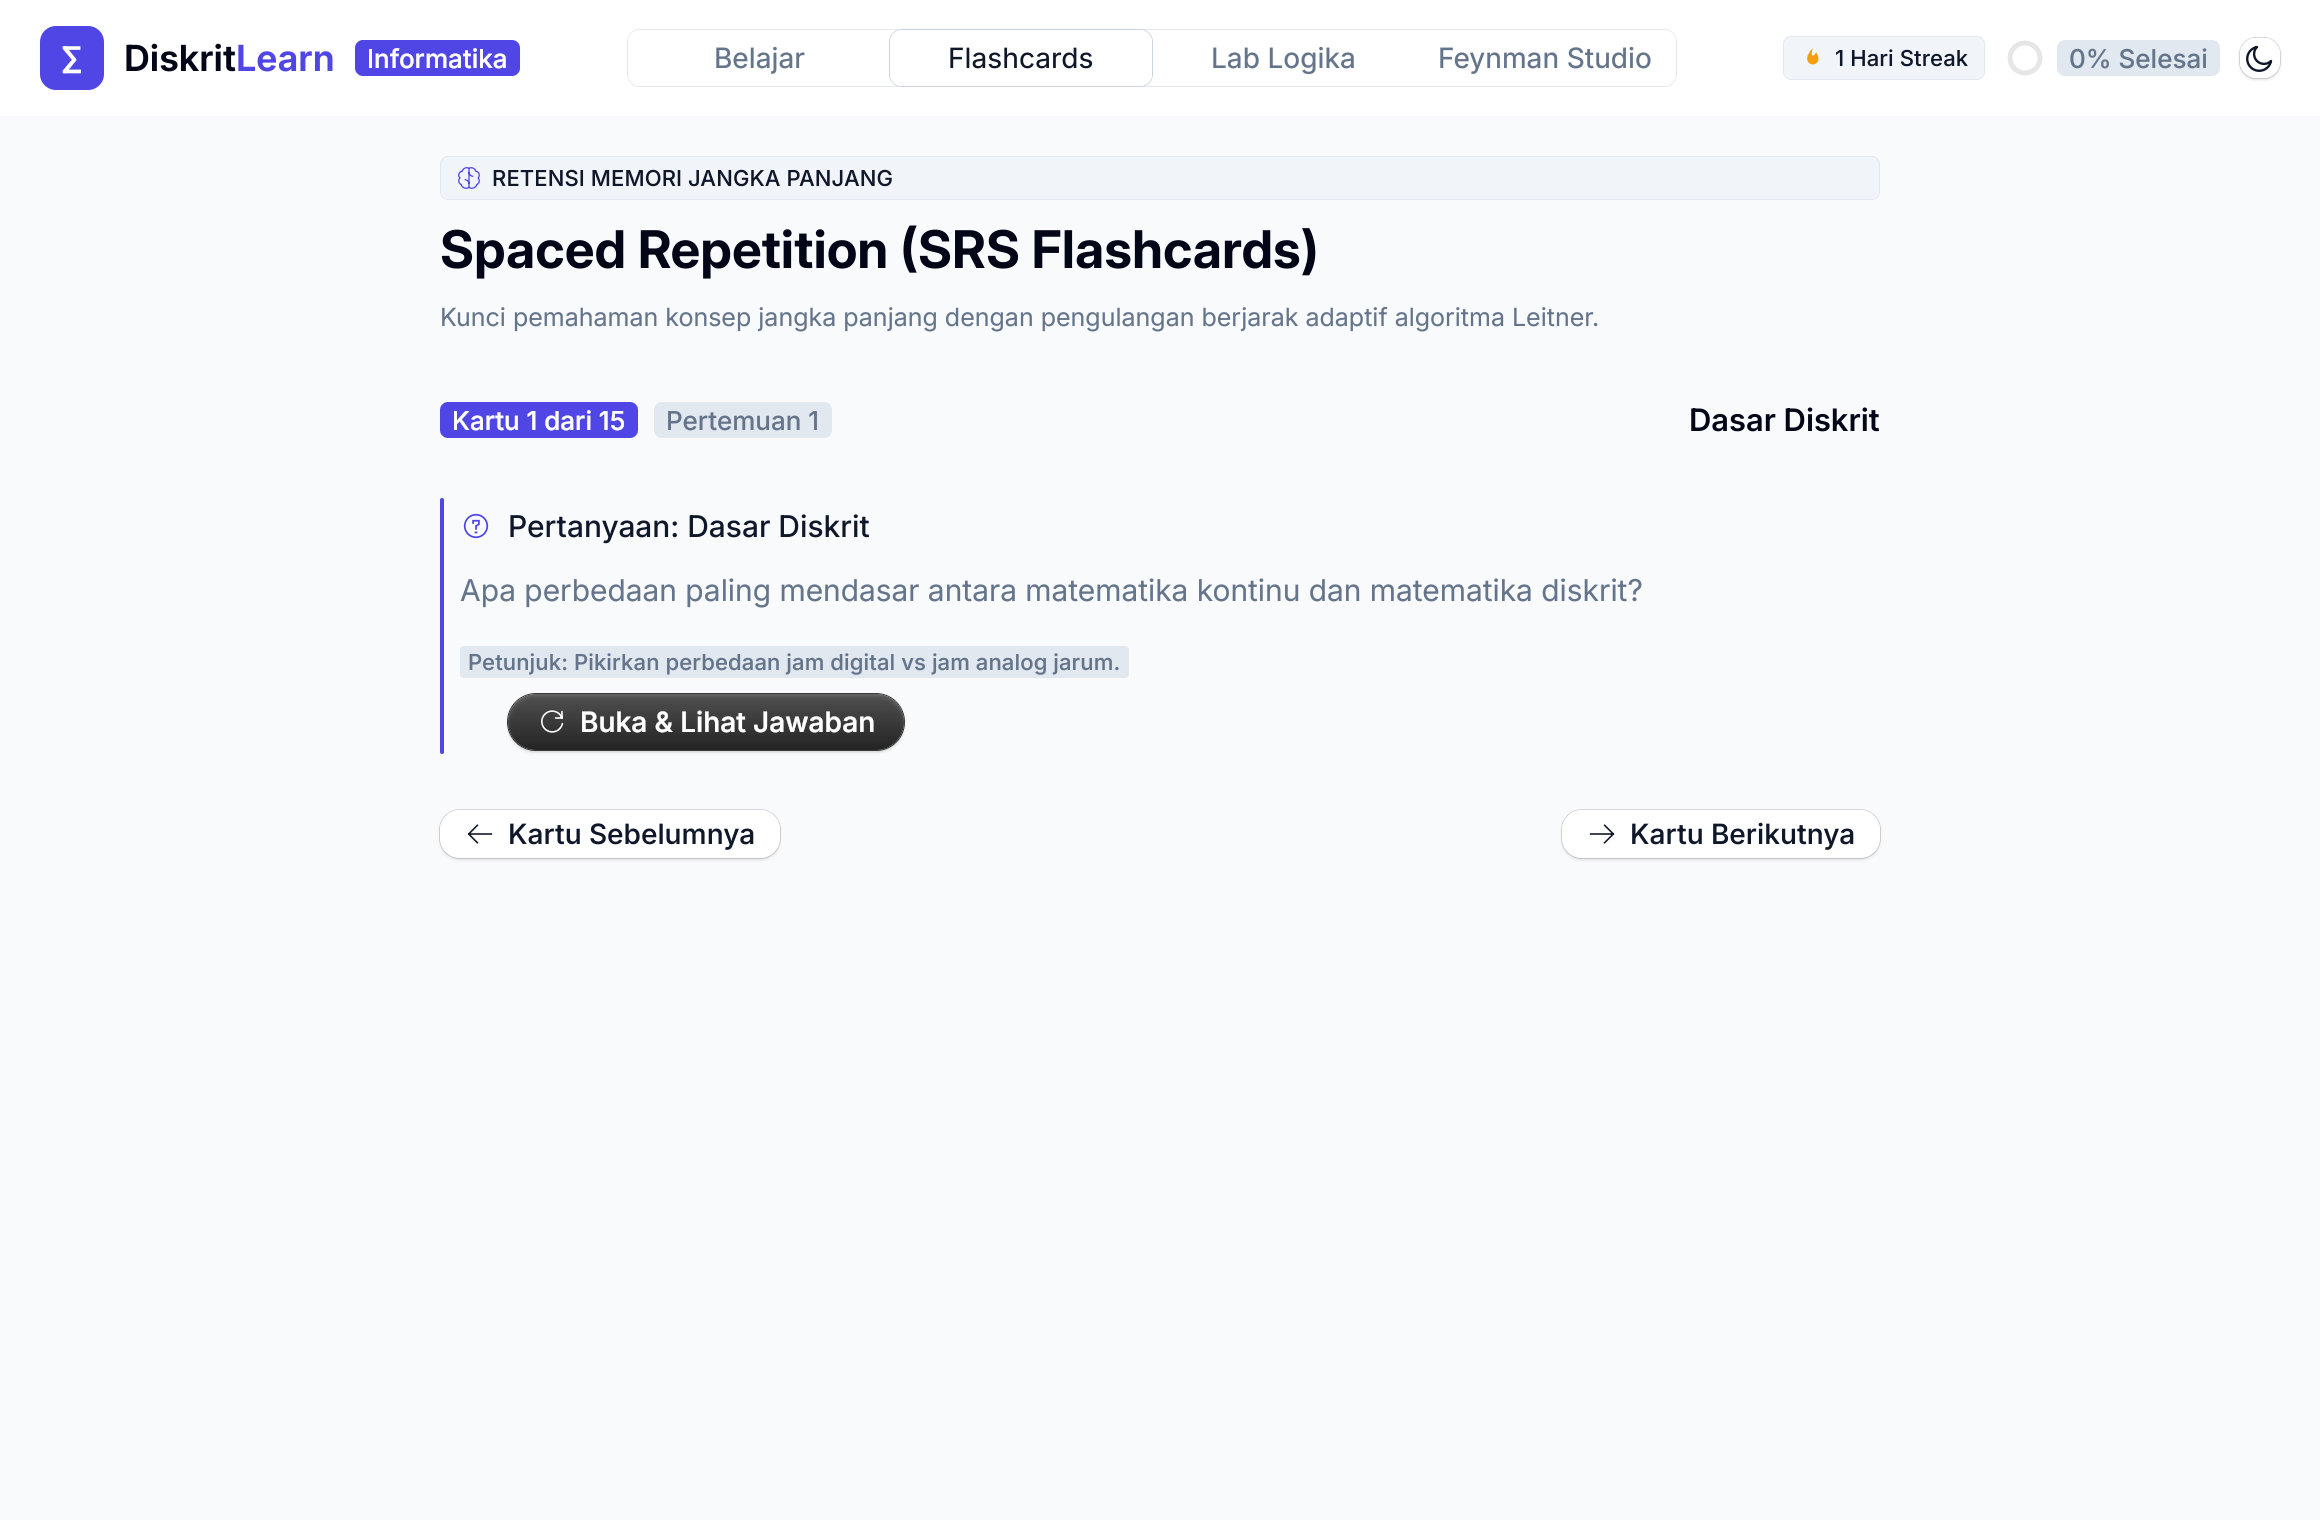 Σ DiskritLearn Informatika
Belajar Flashcards Lab Logika Feynman Studio
1 Hari Streak 0% Selesai
RETENSI MEMORI JANGKA PANJANG
Spaced Repetition (SRS Flashcards)
Kunci pemahaman konsep jangka panjang dengan pengulangan berjarak adaptif algoritma Leitner.
Kartu 1 dari 15 Pertemuan 1 Dasar Diskrit
Pertanyaan: Dasar Diskrit
Apa perbedaan paling mendasar antara matematika kontinu dan matematika diskrit?
Petunjuk: Pikirkan perbedaan jam digital vs jam analog jarum.
Buka & Lihat Jawaban
Kartu Sebelumnya Kartu Berikutnya